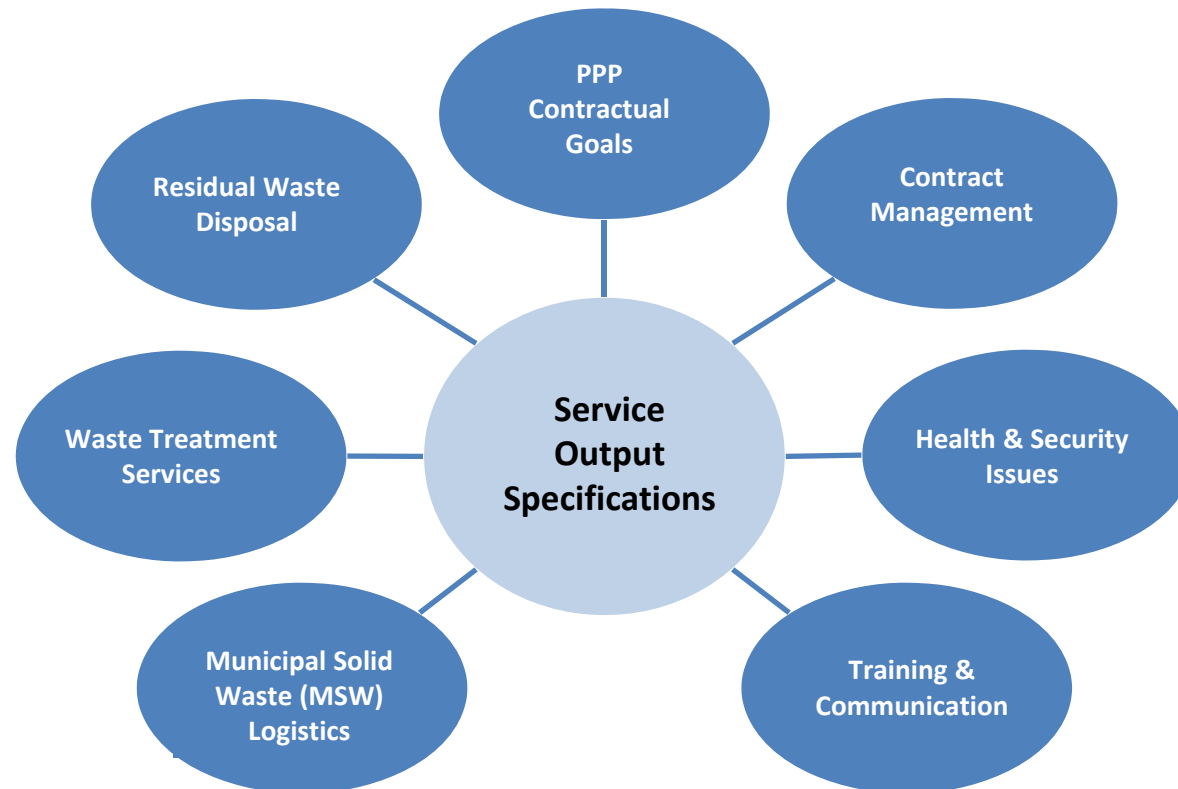 PPP
Contractual
Goals
Contract
Management
Health & Security
Issues
Training &
Communication
Municipal Solid
Waste (MSW)
Logistics
Waste Treatment
Services
Residual Waste
Disposal
Service
Output
Specifications